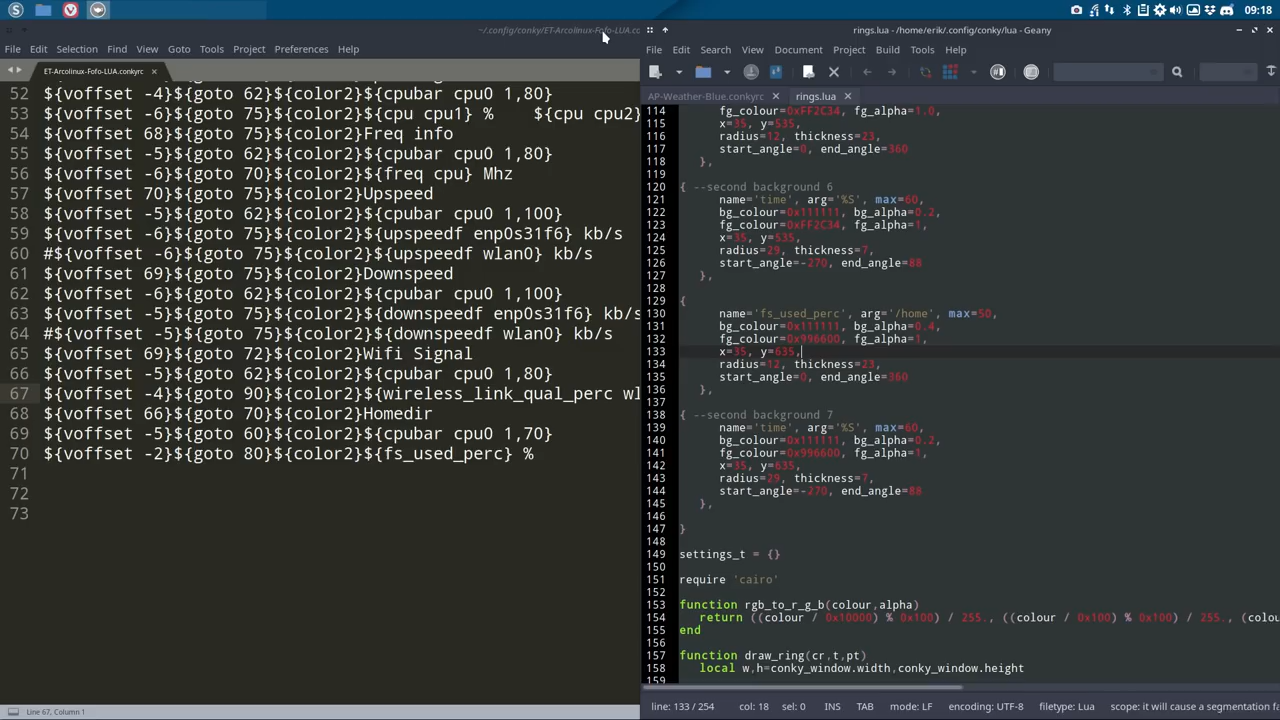 09:18
~/.config/conky/ET-Arcolinux-Fofo-LUA.co
File Edit Selection Find View Goto Tools Project Preferences Help
ET-Arcolinux-Fofo-LUA.conkyrc
52 ${voffset -4}${goto 62}${color2}${cpubar cpu0 1,80}
53 ${voffset -6}${goto 75}${color2}${cpu cpu1} % ${cpu cpu2}
54 ${voffset 68}${goto 75}${color2}Freq info
55 ${voffset -5}${goto 62}${color2}${cpubar cpu0 1,80}
56 ${voffset -6}${goto 70}${color2}${freq cpu} Mhz
57 ${voffset 70}${goto 75}${color2}Upspeed
58 ${voffset -5}${goto 62}${color2}${cpubar cpu0 1,100}
59 ${voffset -6}${goto 75}${color2}${upspeedf enp0s31f6} kb/s
60 #${voffset -6}${goto 75}${color2}${upspeedf wlan0} kb/s
61 ${voffset 69}${goto 75}${color2}Downspeed
62 ${voffset -5}${goto 62}${color2}${cpubar cpu0 1,100}
63 ${voffset -5}${goto 75}${color2}${downspeedf enp0s31f6} kb/s
64 #${voffset -5}${goto 75}${color2}${downspeedf wlan0} kb/s
65 ${voffset 69}${goto 72}${color2}Wifi Signal
66 ${voffset -5}${goto 62}${color2}${cpubar cpu0 1,80}
67 ${voffset -4}${goto 90}${color2}${wireless_link_qual_perc wl
68 ${voffset 66}${goto 70}${color2}Homedir
69 ${voffset -5}${goto 60}${color2}${cpubar cpu0 1,70}
70 ${voffset -2}${goto 80}${color2}${fs_used_perc} %
71
72
73
Line 67, Column 1
rings.lua - /home/erik/.config/conky/lua - Geany
File Edit Search View Document Project Build Tools Help
AP-Weather-Blue.conkyrc rings.lua
114 fg_colour=0xFF2C34, fg_alpha=1.0,
115 x=35, y=535,
116 radius=12, thickness=23,
117 start_angle=0, end_angle=360
118 },
119
120 { --second background 6
121 name='time', arg='%S', max=60,
122 bg_colour=0x111111, bg_alpha=0.2,
123 fg_colour=0xFF2C34, fg_alpha=1,
124 x=35, y=535,
125 radius=29, thickness=7,
126 start_angle=-270, end_angle=88
127 },
128
129 {
130 name='fs_used_perc', arg='/home', max=50,
131 bg_colour=0x111111, bg_alpha=0.4,
132 fg_colour=0x996600, fg_alpha=1,
133 x=35, y=635,
134 radius=12, thickness=23,
135 start_angle=0, end_angle=360
136 },
137
138 { --second background 7
139 name='time', arg='%S', max=60,
140 bg_colour=0x111111, bg_alpha=0.2,
141 fg_colour=0x996600, fg_alpha=1,
142 x=35, y=635,
143 radius=29, thickness=7,
144 start_angle=-270, end_angle=88
145 },
146
147 }
148
149 settings_t = {}
150
151 require 'cairo'
152
153 function rgb_to_r_g_b(colour,alpha)
154 return ((colour / 0x10000) % 0x100) / 255., ((colour / 0x100) % 0x100) / 255., (colou
155 end
156
157 function draw_ring(cr,t,pt)
158 local w,h=conky_window.width,conky_window.height
159
line: 133 / 254 col: 18 sel: 0 INS TAB mode: LF encoding: UTF-8 filetype: Lua scope: it will cause a segmentation fa